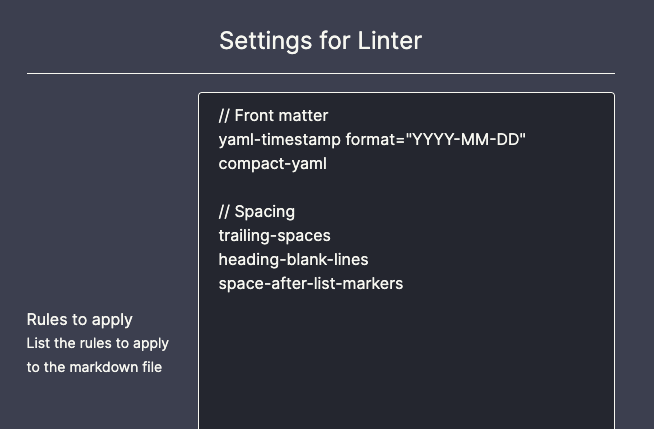 Settings for Linter
// Front matter
yaml-timestamp format="YYYY-MM-DD"
compact-yaml
// Spacing
trailing-spaces
heading-blank-lines
space-after-list-markers
Rules to apply
List the rules to apply
to the markdown file